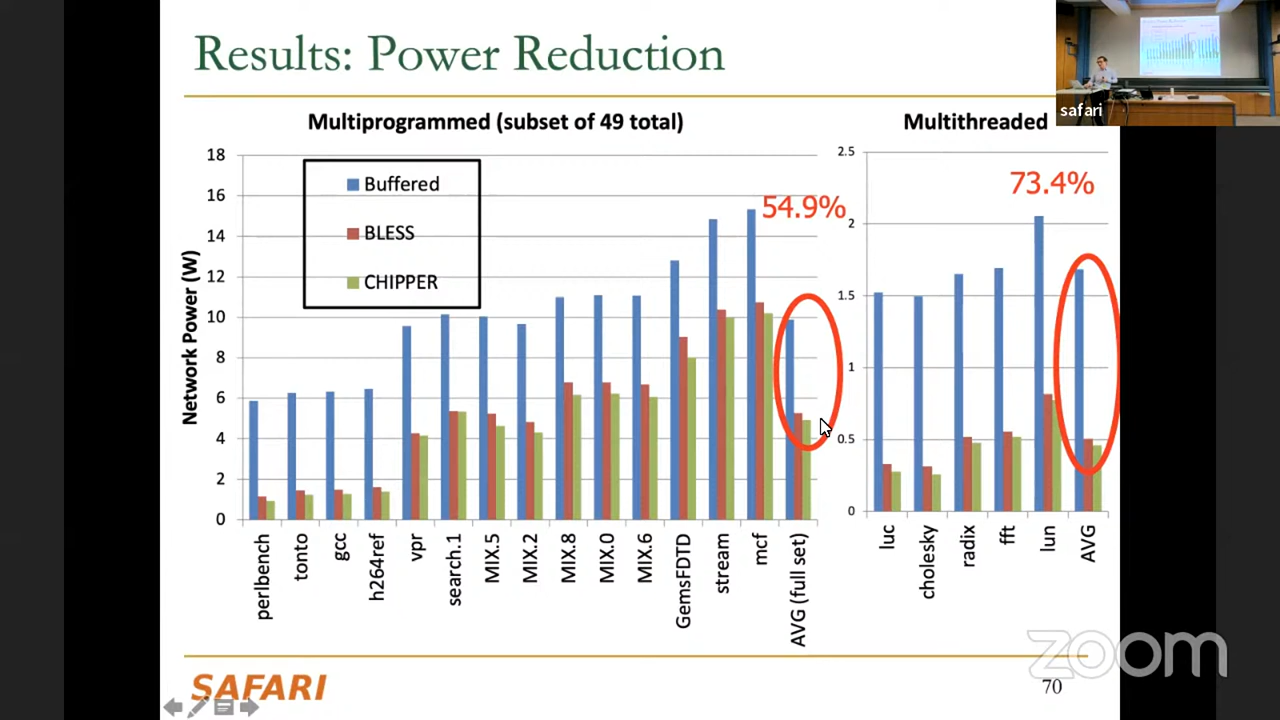 Results: Power Reduction
safari
Multiprogrammed (subset of 49 total)
Multithreaded
Network Power (W)
18
16
14
12
10
8
6
4
2
0
Buffered
BLESS
CHIPPER
54.9%
perlbench
tonto
gcc
h264ref
vpr
search.1
MIX.5
MIX.2
MIX.8
MIX.0
MIX.6
GemsFDTD
stream
mcf
AVG (full set)
2.5
2
1.5
1
0.5
0
73.4%
luc
cholesky
radix
fft
lun
AVG
zoom
SAFARI
70